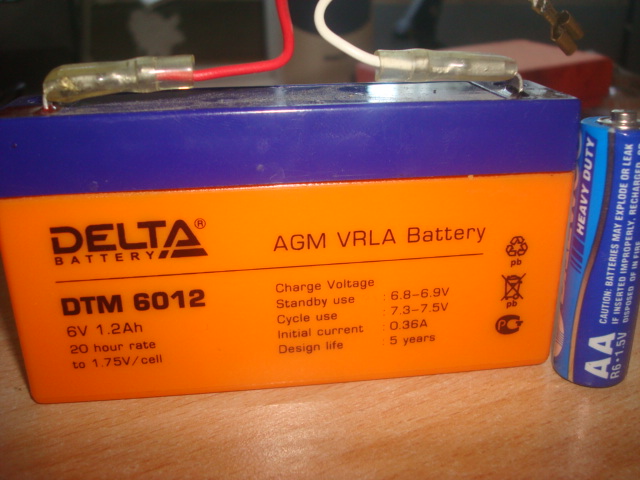 DELTA®
BATTERY
AGM VRLA Battery
DTM 6012
6V 1.2Ah
20 hour rate
to 1.75V/cell
Charge Voltage
Standby use : 6.8–6.9V
Cycle use : 7.3–7.5V
Initial current : 0.36A
Design life : 5 years
pb
pb
HEAVY DUTY
CAUTION: BATTERIES MAY EXPLODE OR LEAK
IF INSERTED IMPROPERLY, RECHARGED,
DISPOSED OF IN FIRE
AA
R6•1.5V